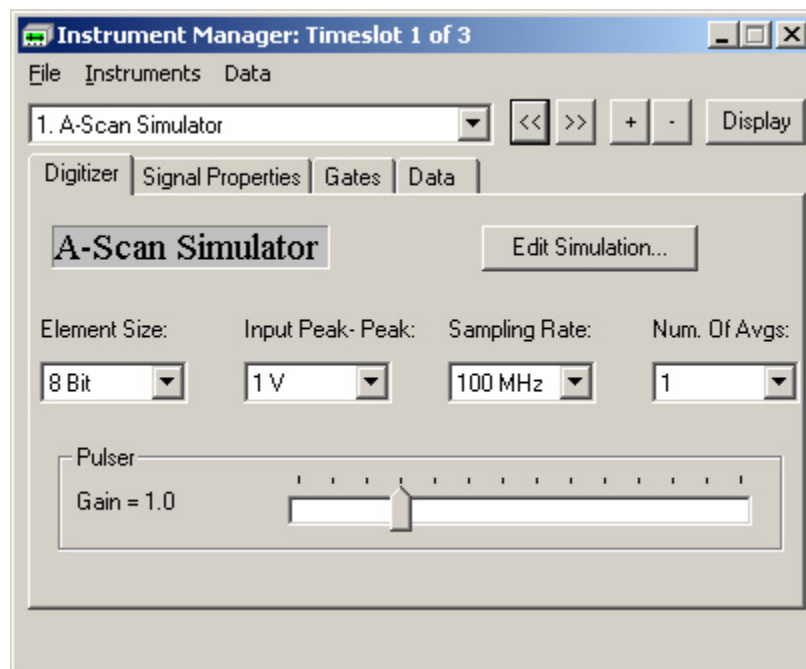 Instrument Manager: Timeslot 1 of 3
File Instruments Data
1. A-Scan Simulator << >> + - Display
Digitizer Signal Properties Gates Data
A-Scan Simulator Edit Simulation...
Element Size: Input Peak- Peak: Sampling Rate: Num. Of Avgs:
8 Bit 1 V 100 MHz 1
Pulser
Gain = 1.0